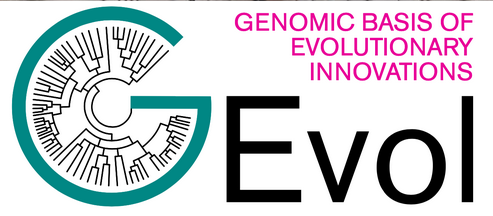 GENOMIC BASIS OF
EVOLUTIONARY
INNOVATIONS
GEvol